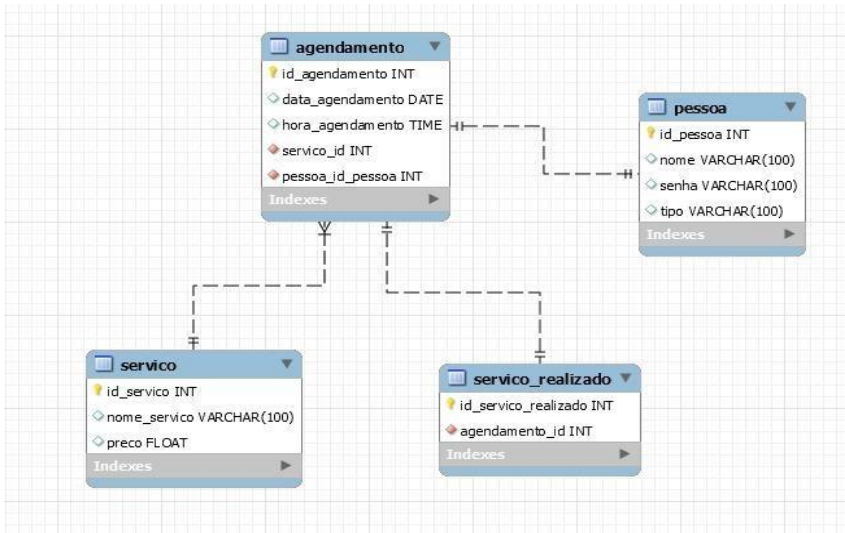 agendamento
id_agendamento INT
data_agendamento DATE
hora_agendamento TIME
servico_id INT
pessoa_id_pessoa INT
Indexes
pessoa
id_pessoa INT
nome VARCHAR(100)
senha VARCHAR(100)
tipo VARCHAR(100)
Indexes
servico
id_servico INT
nome_servico VARCHAR(100)
preco FLOAT
Indexes
servico_realizado
id_servico_realizado INT
agendamento_id INT
Indexes